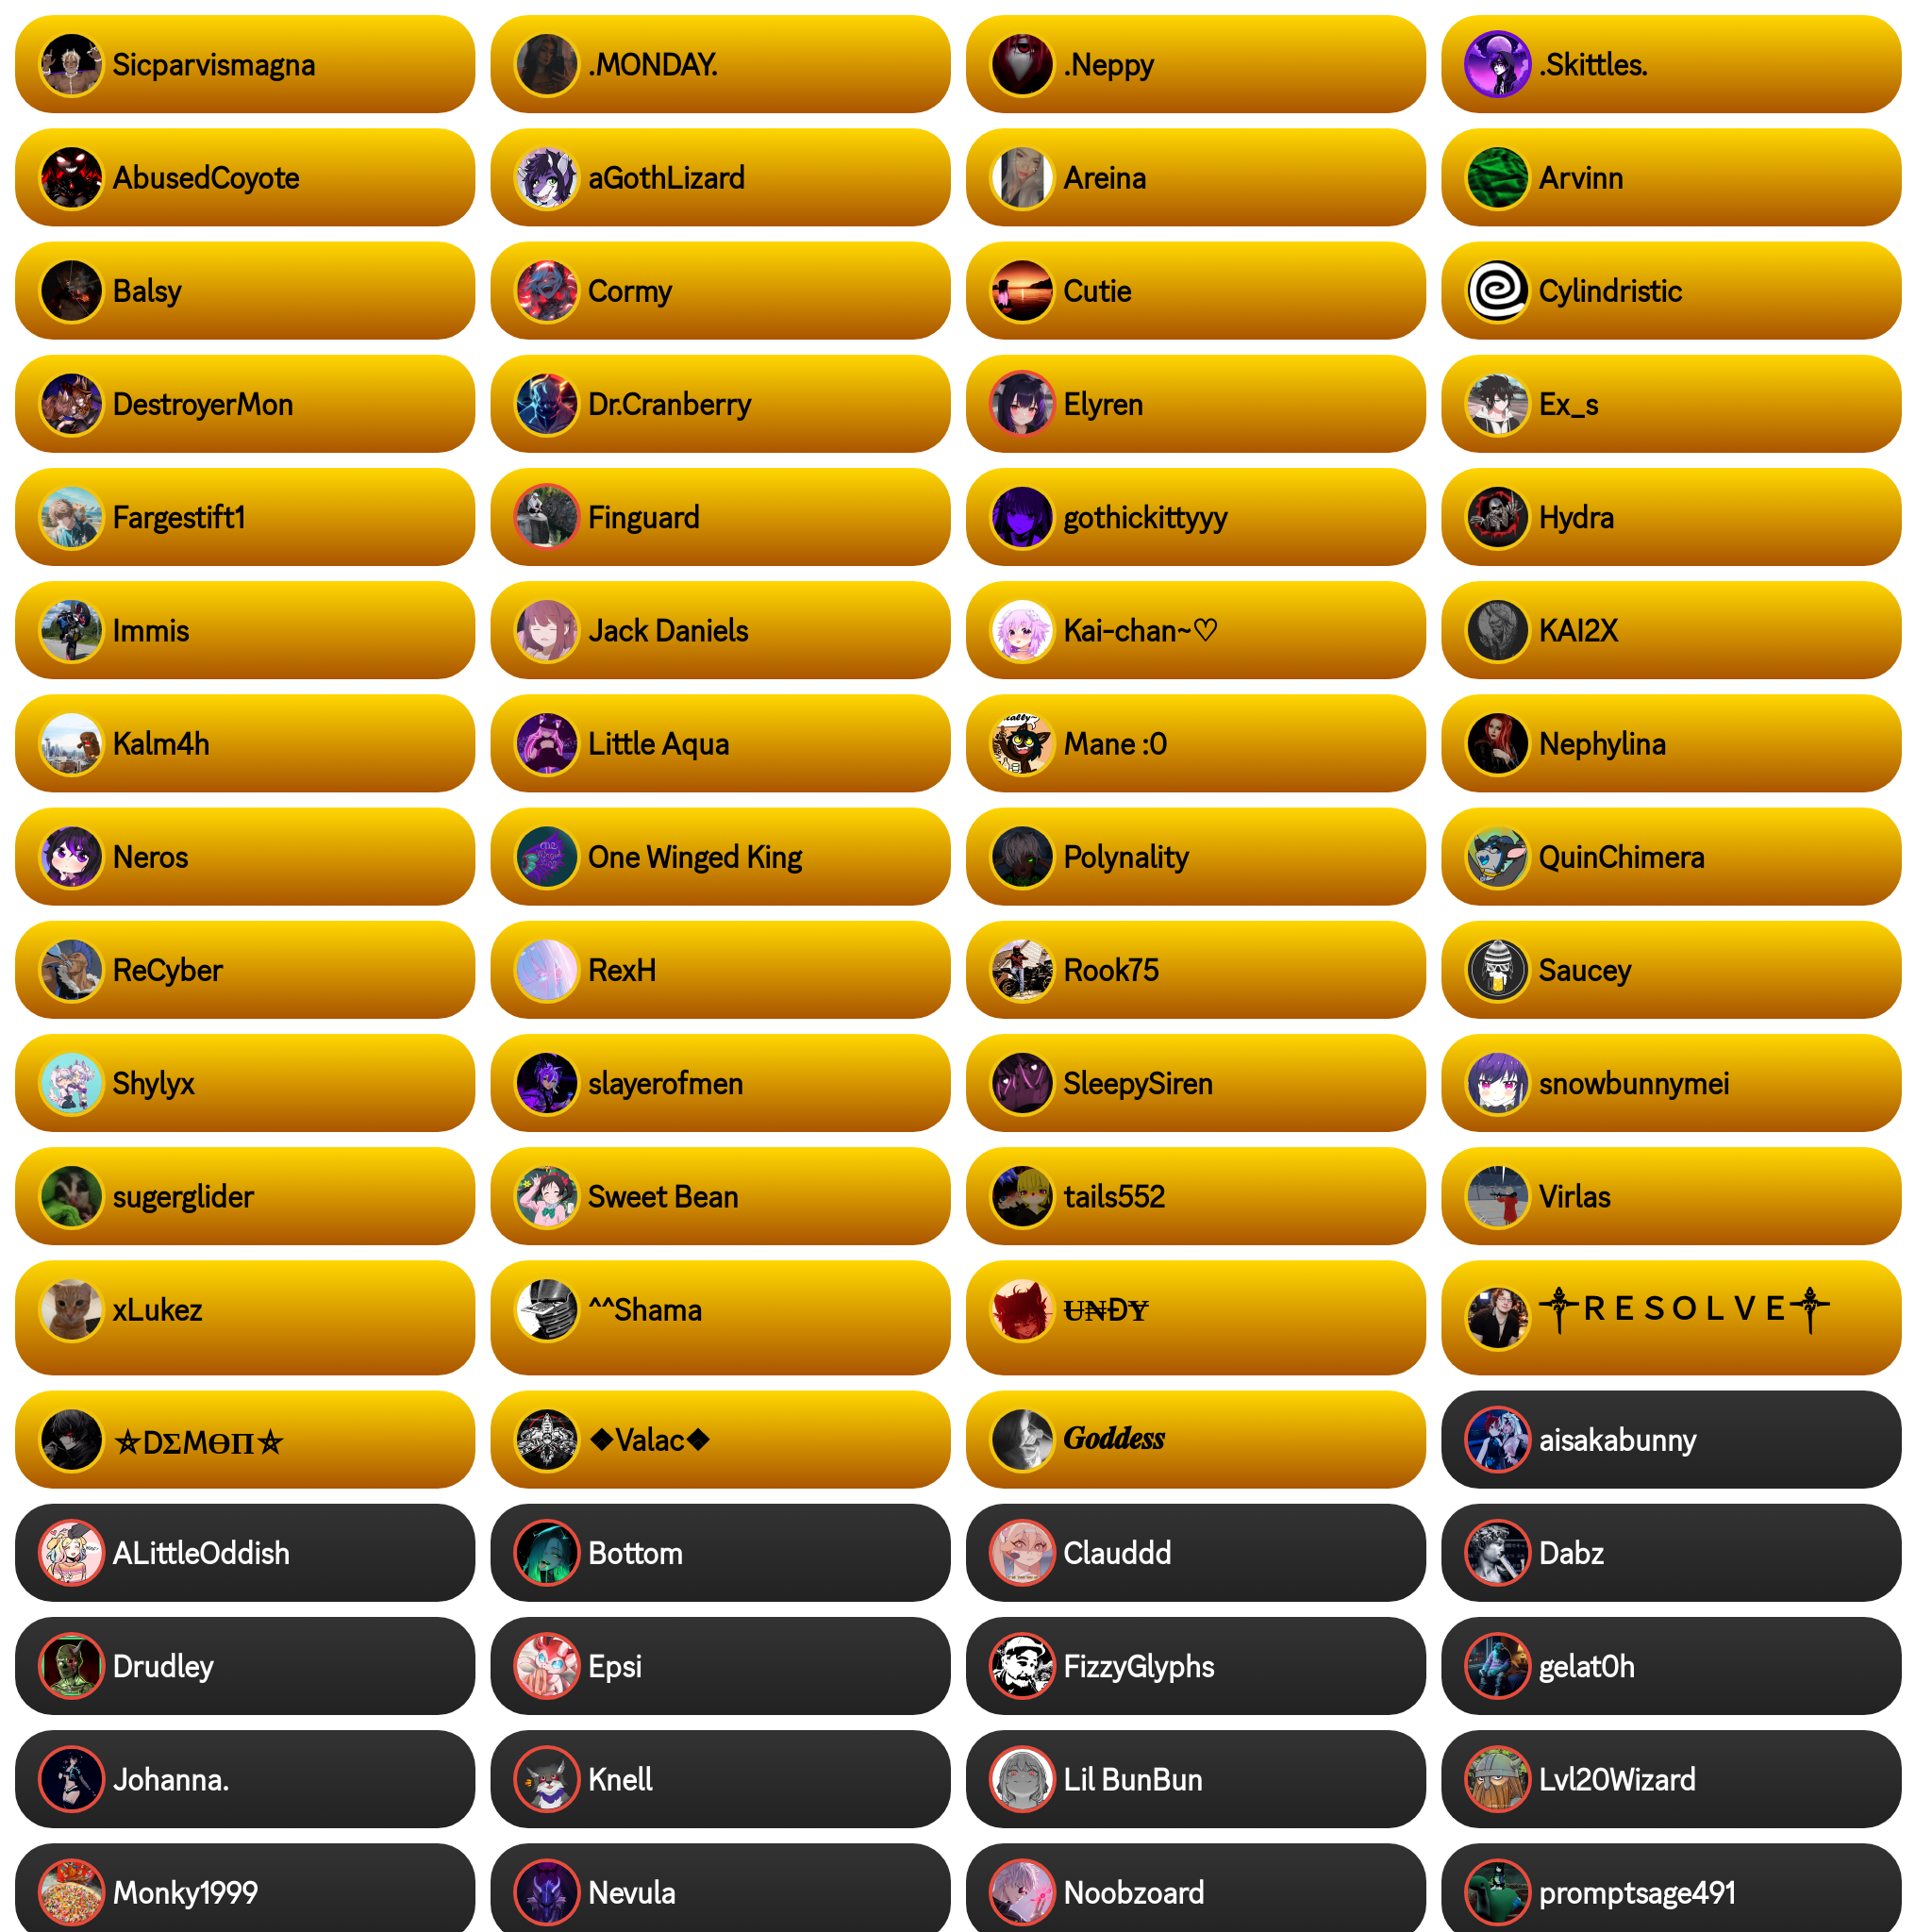 Sicparvismagna
.MONDAY.
.Neppy
.Skittles.
AbusedCoyote
aGothLizard
Areina
Arvinn
Balsy
Cormy
Cutie
Cylindristic
DestroyerMon
Dr.Cranberry
Elyren
Ex_s
Fargestift1
Finguard
gothickittyyy
Hydra
Immis
Jack Daniels
Kai-chan~♡
KAI2X
Kalm4h
Little Aqua
Mane :0
Nephylina
Neros
One Winged King
Polynality
QuinChimera
ReCyber
RexH
Rook75
Saucey
Shylyx
slayerofmen
SleepySiren
snowbunnymei
sugerglider
Sweet Bean
tails552
Virlas
xLukez
^^Shama
Ʉ₦ĐɎ
⸸R E S O L V E⸸
⛧DΣMӨП⛧
◆Valac◆
𝑮𝒐𝒅𝒅𝒆𝒔𝒔
aisakabunny
ALittleOddish
Bottom
Clauddd
Dabz
Drudley
Epsi
FizzyGlyphs
gelat0h
Johanna.
Knell
Lil BunBun
Lvl20Wizard
Monky1999
Nevula
Noobzoard
promptsage491